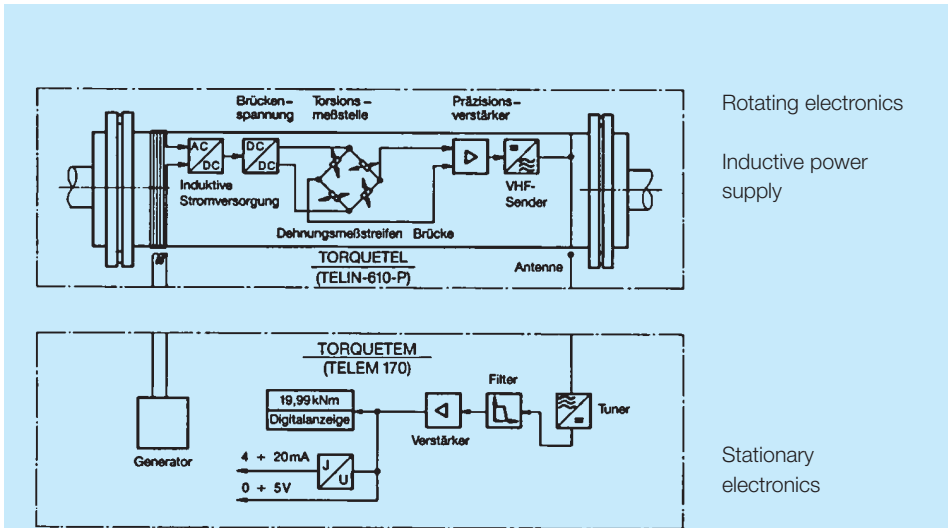 Brücken-
spannung
Torsions-
meßstelle
Präzisions-
verstärker
AC
DC
DC
DC
Induktive
Stromversorgung
VHF-
Sender
Dehnungsmeßstreifen Brücke
TORQUETEL
(TELIN-610-P)
Antenne
Rotating electronics
Inductive power
supply
TORQUETEM
(TELEM 170)
19,99kNm
Digitalanzeige
Verstärker
Filter
Tuner
Generator
4 ÷ 20mA
J
U
0 ÷ 5V
Stationary
electronics